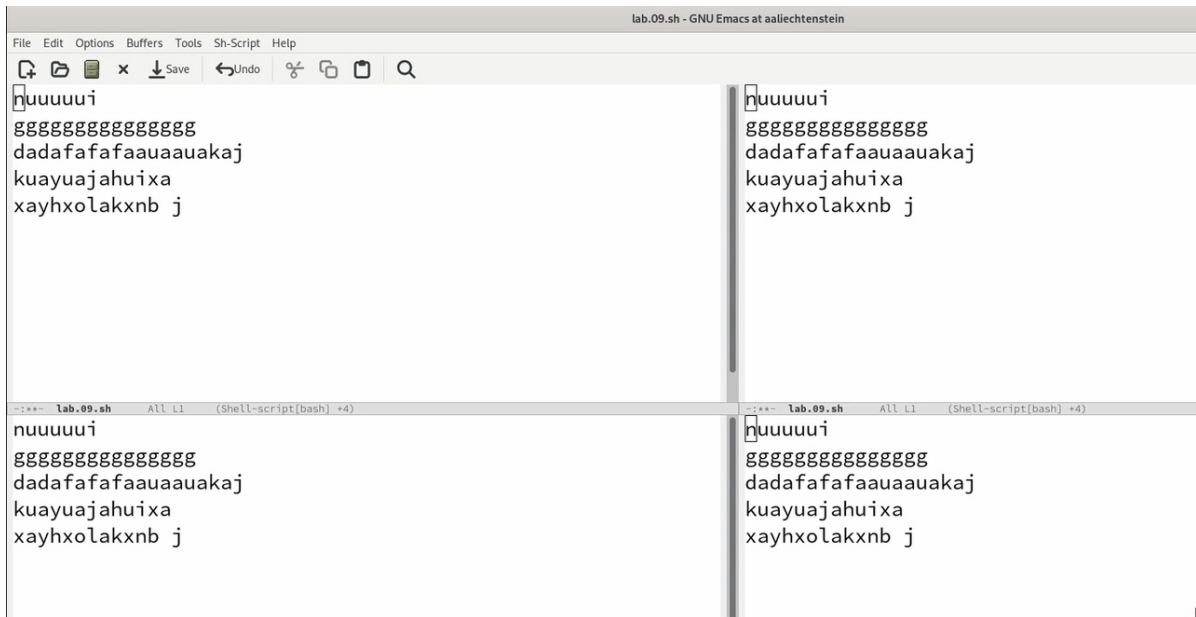 lab.09.sh - GNU Emacs at aaliechtenstein
File Edit Options Buffers Tools Sh-Script Help
Save Undo
nuuuuui
ggggggggggggggg
dadafafafaauaauakaj
kuayuajahuixa
xayhxolakxnb j
-:**- lab.09.sh All L1 (Shell-script[bash] +4)
nuuuuui
ggggggggggggggg
dadafafafaauaauakaj
kuayuajahuixa
xayhxolakxnb j
-:**- lab.09.sh All L1 (Shell-script[bash] +4)
nuuuuui
ggggggggggggggg
dadafafafaauaauakaj
kuayuajahuixa
xayhxolakxnb j
nuuuuui
ggggggggggggggg
dadafafafaauaauakaj
kuayuajahuixa
xayhxolakxnb j